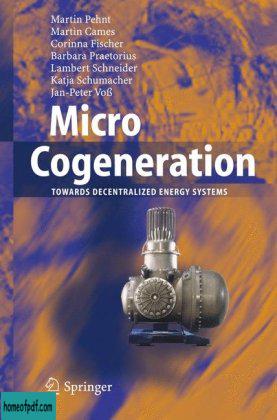 Martin Pehnt
Martin Cames
Corinna Fischer
Barbara Praetorius
Lambert Schneider
Katja Schumacher
Jan-Peter Voß
Micro
Cogeneration
TOWARDS DECENTRALIZED ENERGY SYSTEMS
Springer
homeofpdf.com